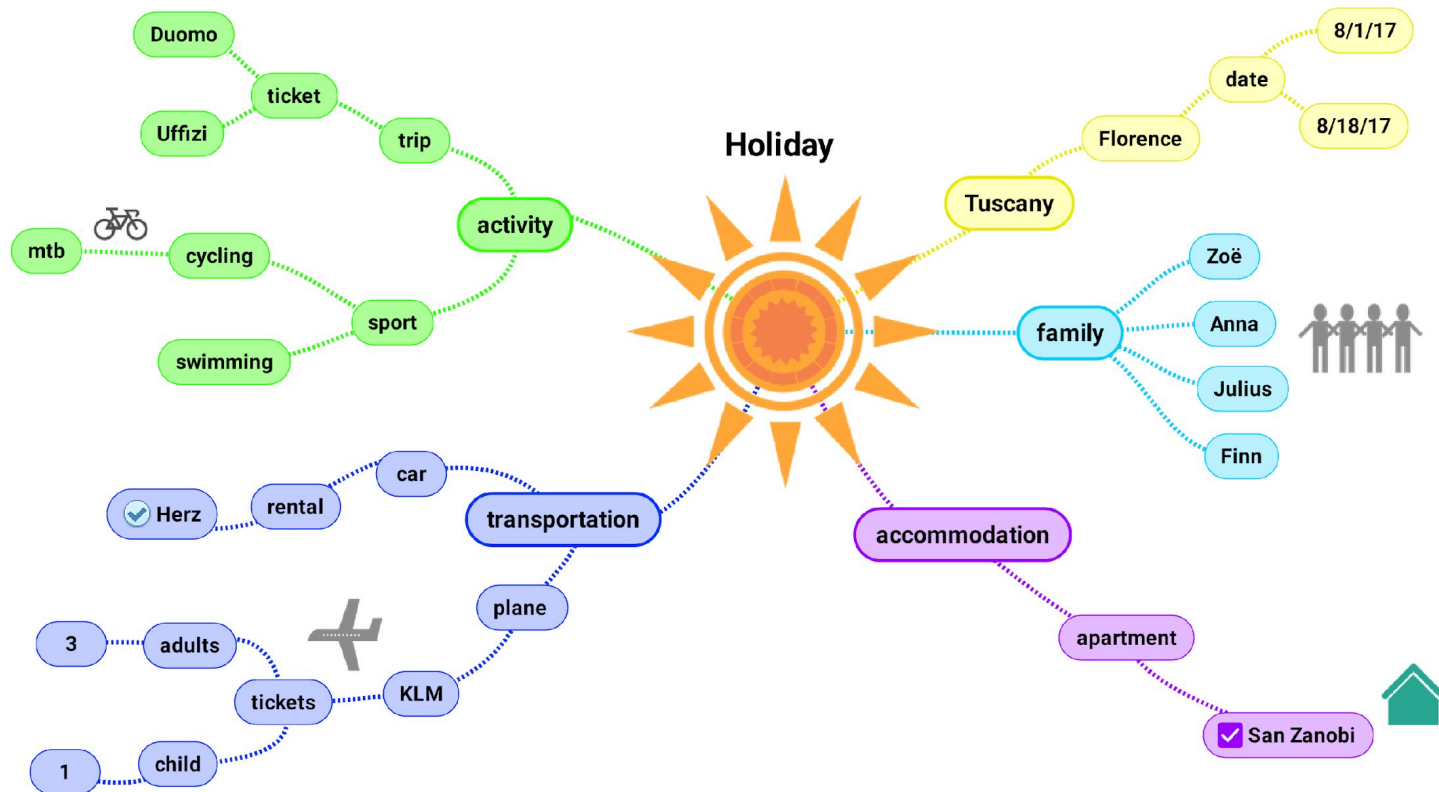 Holiday
Tuscany
Florence
date
8/1/17
8/18/17
family
Zoë
Anna
Julius
Finn
accommodation
apartment
San Zanobi
activity
trip
ticket
Duomo
Uffizi
sport
cycling
mtb
swimming
transportation
car
rental
Herz
plane
KLM
tickets
adults
3
child
1